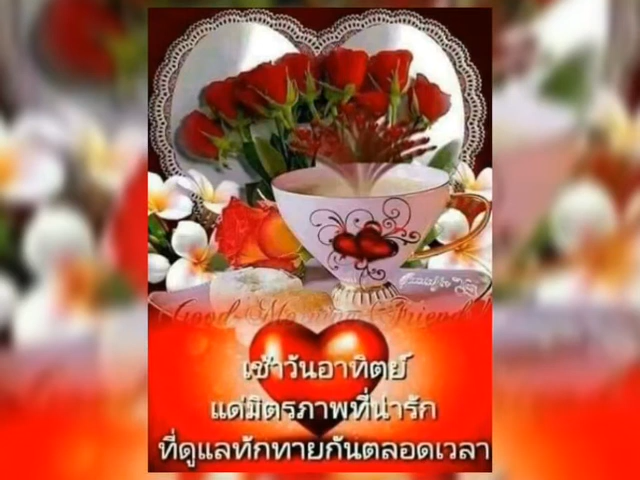 Good Morning Friends
เช้าวันอาทิตย์
แด่มิตรภาพที่น่ารัก
ที่ดูแลทักทายกันตลอดเวลา